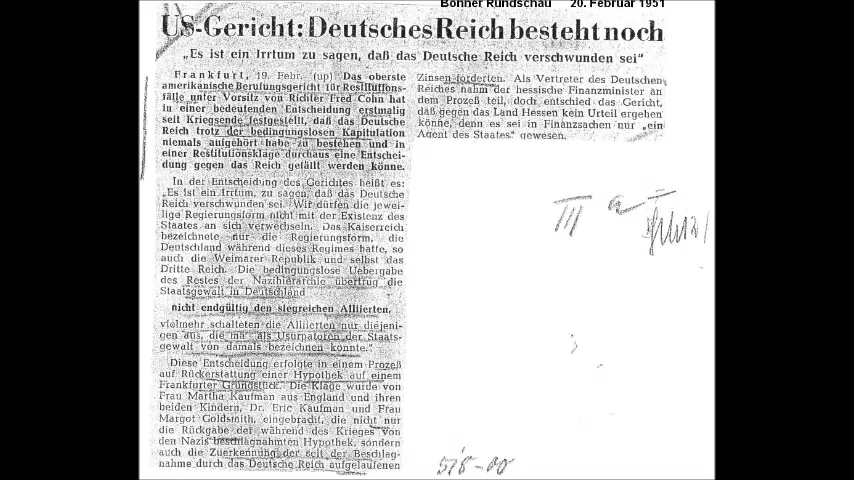 Bonner Rundschau 20. Februar 1951
US-Gericht: Deutsches Reich besteht noch
„Es ist ein Irrtum zu sagen, daß das Deutsche Reich verschwunden sei"
Frankfurt, 19. Febr. (up) Das oberste
amerikanische Berufungsgericht für Restitutions-
fälle unter Vorsitz von Richter Fred Cohn hat
in einer bedeutenden Entscheidung erstmalig
seit Kriegsende festgestellt, daß das Deutsche
Reich trotz der bedingungslosen Kapitulation
niemals aufgehört habe zu bestehen und in
einer Restitutionsklage durchaus eine Entschei-
dung gegen das Reich gefällt werden könne.
In der Entscheidung des Gerichtes heißt es:
„Es ist ein Irrtum, zu sagen, daß das Deutsche
Reich verschwunden sei. Wir dürfen die jewei-
lige Regierungsform nicht mit der Existenz des
Staates an sich verwechseln. Das Kaiserreich
bezeichnete nur die Regierungsform, die
Deutschland während dieses Regimes hatte, so
auch die Weimarer Republik und selbst das
Dritte Reich. Die bedingungslose Uebergabe
des Restes der Nazihierarchie übertrug die
Staatsgewalt in Deutschland
nicht endgültig den siegreichen Alliierten,
vielmehr schalteten die Alliierten nur diejeni-
gen aus, die ma als Usurpatoren der Staats-
gewalt von damals bezeichnen könnte."
Diese Entscheidung erfolgte in einem Prozeß
auf Rückerstattung einer Hypothek auf einem
Frankfurter Grundstück. Die Klage wurde von
Frau Martha Kaufman aus England und ihren
beiden Kindern, Dr. Eric Kaufman und Frau
Margot Goldsmith, eingebracht, die nicht nur
die Rückgabe der während des Krieges von
den Nazis beschlagnahmten Hypothek, sondern
auch die Zuerkennung der seit der Beschlag-
nahme durch das Deutsche Reich aufgelaufenen
Zinsen forderten. Als Vertreter des Deutschen
Reiches nahm der hessische Finanzminister an
dem Prozeß teil, doch entschied das Gericht,
daß gegen das Land Hessen kein Urteil ergehen
könne, denn es sei in Finanzsachen nur „ein
Agent des Staates" gewesen.
III a
518-00